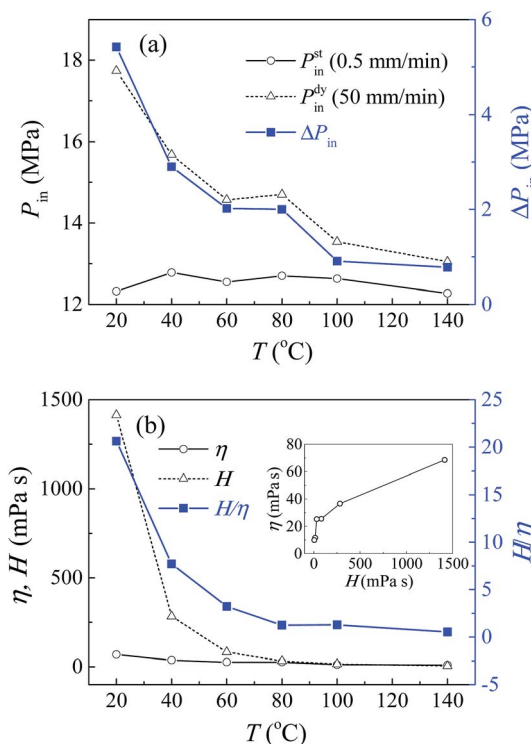 (a)
P_in^st (0.5 mm/min)
P_in^dy (50 mm/min)
ΔP_in
P_in (MPa)
18
16
14
12
ΔP_in (MPa)
6
4
2
0
20 40 60 80 100 120 140
T (°C)
(b)
η
H
H/η
η, H (mPa s)
1500
1000
500
0
H/η
25
20
15
10
5
0
-5
η (mPa s)
80
60
40
20
0
0 500 1000 1500
H (mPa s)
20 40 60 80 100 120 140
T (°C)